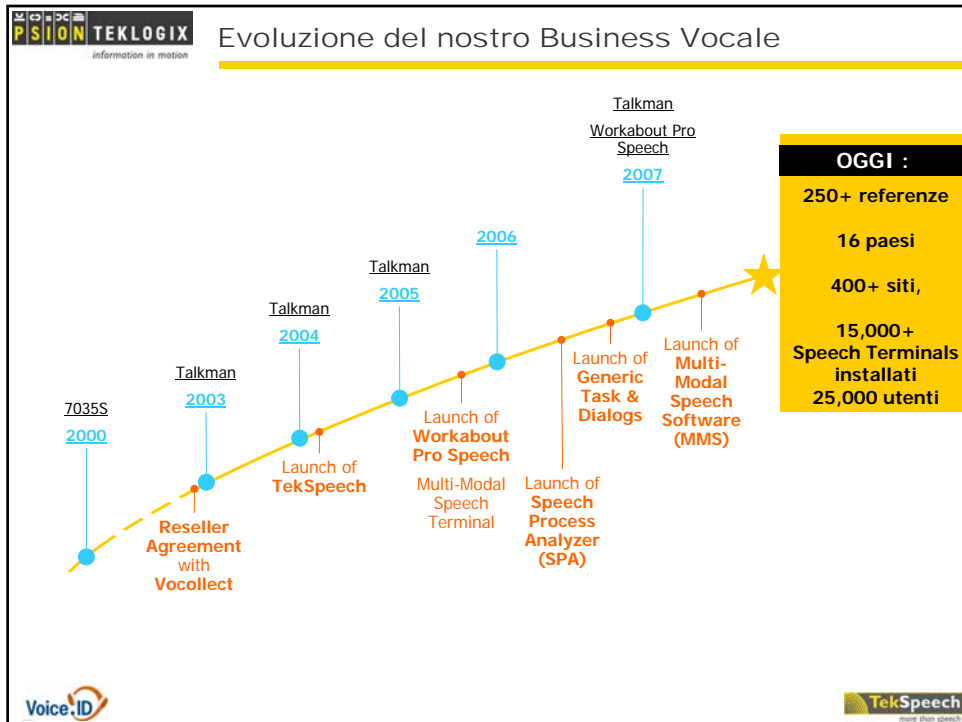 PSION TEKLOGIX
information in motion
Evoluzione del nostro Business Vocale
Talkman
Workabout Pro
Speech
2007
2006
Talkman
2005
Talkman
2004
Talkman
2003
7035S
2000
Reseller
Agreement
with
Vocollect
Launch of
TekSpeech
Launch of
Workabout
Pro Speech
Multi-Modal
Speech
Terminal
Launch of
Speech
Process
Analyzer
(SPA)
Launch of
Generic
Task &
Dialogs
Launch of
Multi-
Modal
Speech
Software
(MMS)
OGGI :
250+ referenze
16 paesi
400+ siti,
15,000+
Speech Terminals
installati
25,000 utenti
Voice.ID
TekSpeech
more than speech